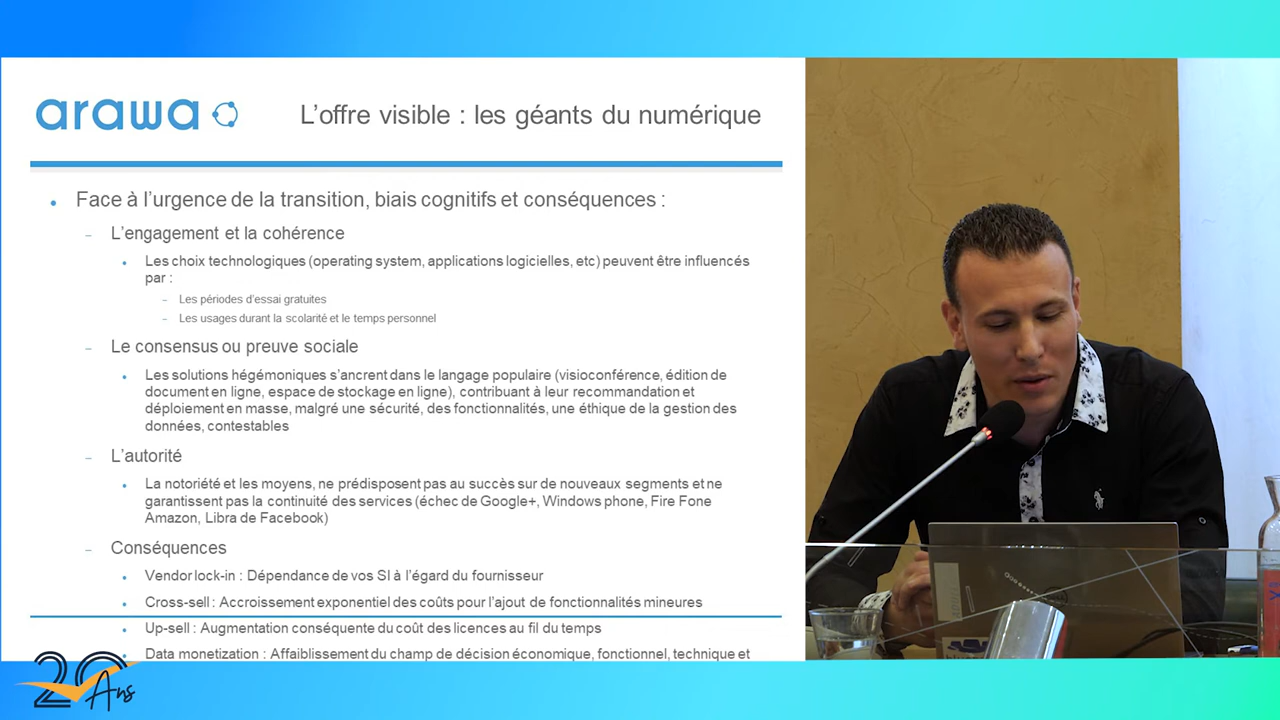 arawa
L'offre visible : les géants du numérique
Face à l'urgence de la transition, biais cognitifs et conséquences :
L'engagement et la cohérence
Les choix technologiques (operating system, applications logicielles, etc) peuvent être influencés
par :
Les périodes d'essai gratuites
Les usages durant la scolarité et le temps personnel
Le consensus ou preuve sociale
Les solutions hégémoniques s'ancrent dans le langage populaire (visioconférence, édition de
document en ligne, espace de stockage en ligne), contribuant à leur recommandation et
déploiement en masse, malgré une sécurité, des fonctionnalités, une éthique de la gestion des
données, contestables
L'autorité
La notoriété et les moyens, ne prédisposent pas au succès sur de nouveaux segments et ne
garantissent pas la continuité des services (échec de Google+, Windows phone, Fire Fone
Amazon, Libra de Facebook)
Conséquences
Vendor lock-in : Dépendance de vos SI à l'égard du fournisseur
Cross-sell : Accroissement exponentiel des coûts pour l'ajout de fonctionnalités mineures
Up-sell : Augmentation conséquente du coût des licences au fil du temps
Data monetization : Affaiblissement du champ de décision économique, fonctionnel, technique et
20 Ans